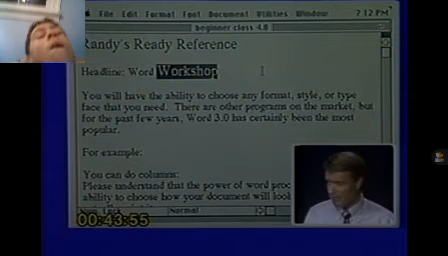 File Edit Format Font Document Utilities Window 2:12 PM
beginner class 4.0
Randy's Ready Reference
Headline: Word Workshop
You will have the ability to choose any format, style, or type
face that you need. There are other programs on the market, but
for the past few years, Word 3.0 has certainly been the most
popular.
For example:
You can do columns:
Please understand that the power of word proc
ability to choose how your document will look
Normal
00:43:55